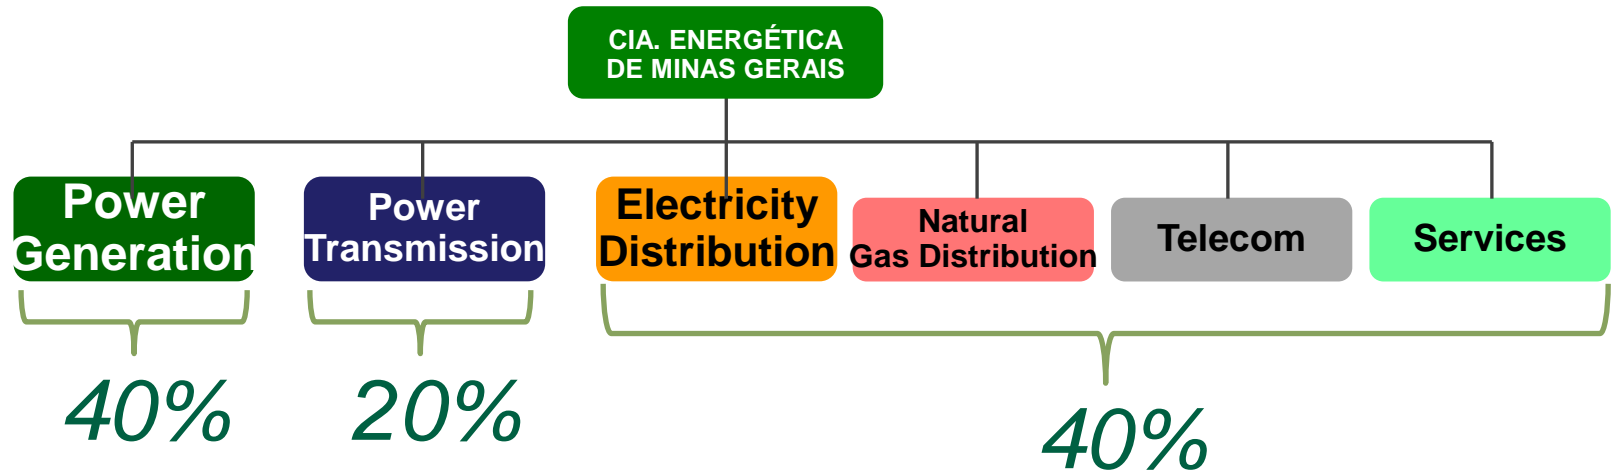 CIA. ENERGÉTICA
DE MINAS GERAIS
Power
Generation
Power
Transmission
Electricity
Distribution
Natural
Gas Distribution
Telecom
Services
40%
20%
40%